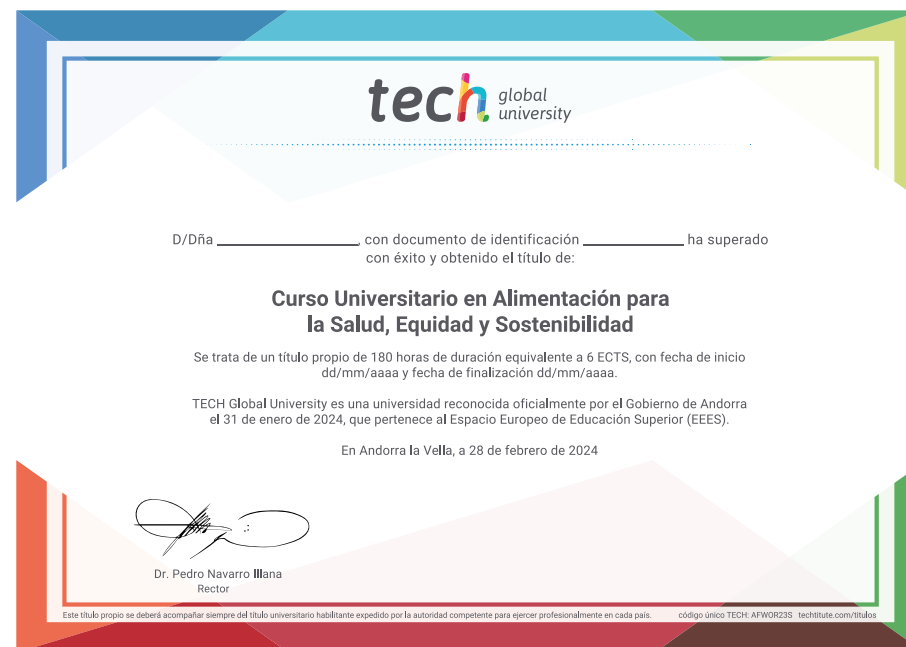 tech global
university
D/Dña ____________, con documento de identificación ____________ ha superado
con éxito y obtenido el título de:
Curso Universitario en Alimentación para
la Salud, Equidad y Sostenibilidad
Se trata de un título propio de 180 horas de duración equivalente a 6 ECTS, con fecha de inicio
dd/mm/aaaa y fecha de finalización dd/mm/aaaa.
TECH Global University es una universidad reconocida oficialmente por el Gobierno de Andorra
el 31 de enero de 2024, que pertenece al Espacio Europeo de Educación Superior (EEES).
En Andorra la Vella, a 28 de febrero de 2024
Dr. Pedro Navarro Illana
Rector
Este título propio se deberá acompañar siempre del título universitario habilitante expedido por la autoridad competente para ejercer profesionalmente en cada país. código único TECH: AFWOR23S techtitute.com/titulos